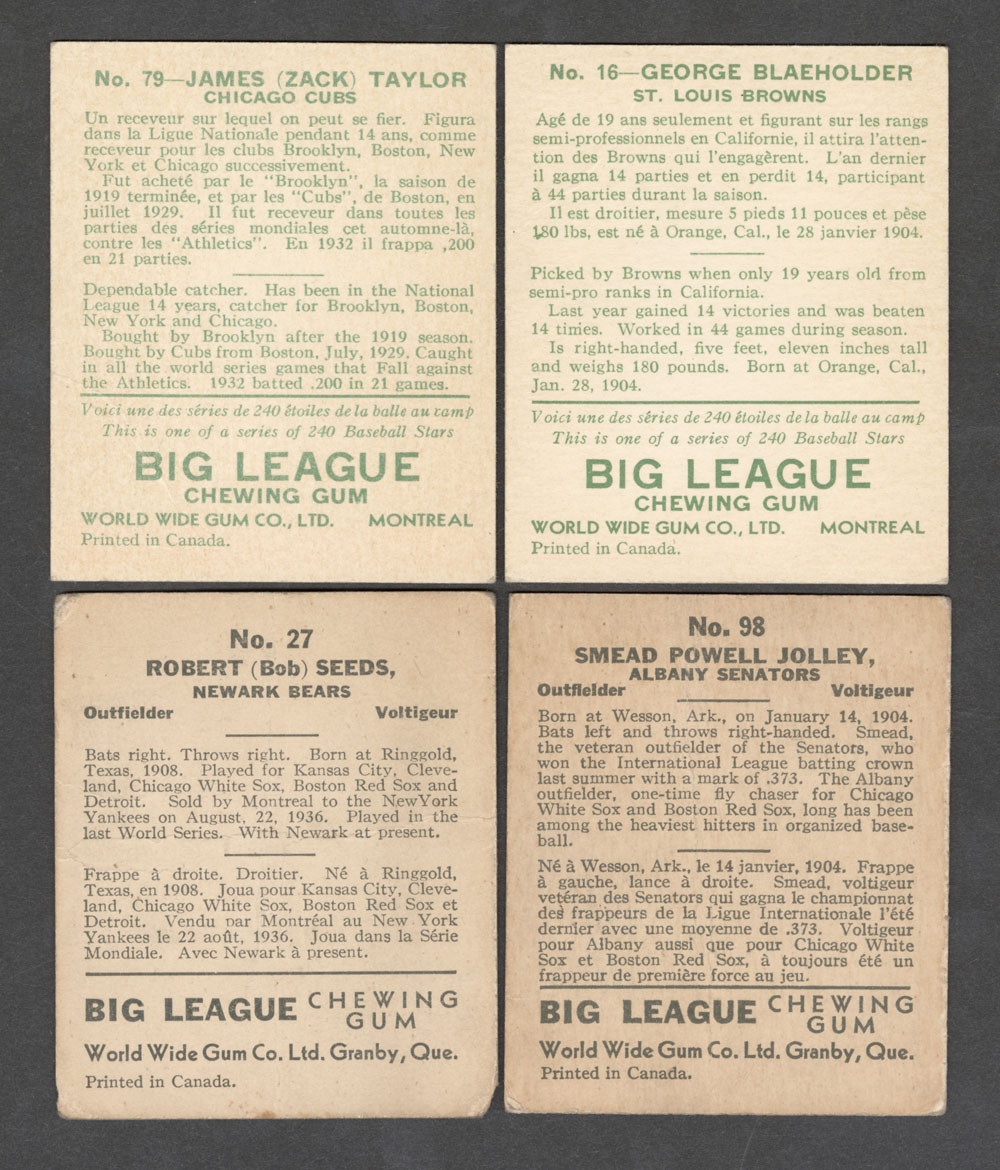 No. 79—JAMES (ZACK) TAYLOR
CHICAGO CUBS
Un receveur sur lequel on peut se fier. Figura
dans la Ligue Nationale pendant 14 ans, comme
receveur pour les clubs Brooklyn, Boston, New
York et Chicago successivement.
Fut acheté par le "Brooklyn", la saison de
1919 terminée, et par les "Cubs", de Boston, en
juillet 1929. Il fut receveur dans toutes les
parties des séries mondiales cet automne-là,
contre les "Athletics". En 1932 il frappa ,200
en 21 parties.
Dependable catcher. Has been in the National
League 14 years, catcher for Brooklyn, Boston,
New York and Chicago.
Bought by Brooklyn after the 1919 season.
Bought by Cubs from Boston, July, 1929. Caught
in all the world series games that Fall against
the Athletics. 1932 batted .200 in 21 games.
Voici une des séries de 240 étoiles de la balle au camp
This is one of a series of 240 Baseball Stars
BIG LEAGUE
CHEWING GUM
WORLD WIDE GUM CO., LTD. MONTREAL
Printed in Canada.
No. 16—GEORGE BLAEHOLDER
ST. LOUIS BROWNS
Agé de 19 ans seulement et figurant sur les rangs
semi-professionnels en Californie, il attira l'atten-
tion des Browns qui l'engagèrent. L'an dernier
il gagna 14 parties et en perdit 14, participant
à 44 parties durant la saison.
Il est droitier, mesure 5 pieds 11 pouces et pèse
180 lbs, est né à Orange, Cal., le 28 janvier 1904.
Picked by Browns when only 19 years old from
semi-pro ranks in California.
Last year gained 14 victories and was beaten
14 times. Worked in 44 games during season.
Is right-handed, five feet, eleven inches tall
and weighs 180 pounds. Born at Orange, Cal.,
Jan. 28, 1904.
Voici une des séries de 240 étoiles de la balle au camp
This is one of a series of 240 Baseball Stars
BIG LEAGUE
CHEWING GUM
WORLD WIDE GUM CO., LTD. MONTREAL
Printed in Canada.
No. 27
ROBERT (Bob) SEEDS,
NEWARK BEARS
Outfielder Voltigeur
Bats right. Throws right. Born at Ringgold,
Texas, 1908. Played for Kansas City, Cleve-
land, Chicago White Sox, Boston Red Sox and
Detroit. Sold by Montreal to the NewYork
Yankees on August, 22, 1936. Played in the
last World Series. With Newark at present.
Frappe à droite. Droitier. Né à Ringgold,
Texas, en 1908. Joua pour Kansas City, Cleve-
land, Chicago White Sox, Boston Red Sox et
Detroit. Vendu par Montréal au New York
Yankees le 22 août, 1936. Joua dans la Série
Mondiale. Avec Newark à présent.
BIG LEAGUE CHEWING
GUM
World Wide Gum Co. Ltd. Granby, Que.
Printed in Canada.
No. 98
SMEAD POWELL JOLLEY,
ALBANY SENATORS
Outfielder Voltigeur
Born at Wesson, Ark., on January 14, 1904.
Bats left and throws right-handed. Smead,
the veteran outfielder of the Senators, who
won the International League batting crown
last summer with a mark of .373. The Albany
outfielder, one-time fly chaser for Chicago
White Sox and Boston Red Sox, long has been
among the heaviest hitters in organized base-
ball.
Né à Wesson, Ark., le 14 janvier, 1904. Frappe
à gauche, lance à droite. Smead, voltigeur
vetéran des Senators qui gagna le championnat
des frappeurs de la Ligue Internationale l'été
dernier avec une moyenne de .373. Voltigeur
pour Albany aussi que pour Chicago White
Sox et Boston Red Sox, à toujours été un
frappeur de première force au jeu.
BIG LEAGUE CHEWING
GUM
World Wide Gum Co. Ltd. Granby, Que.
Printed in Canada.